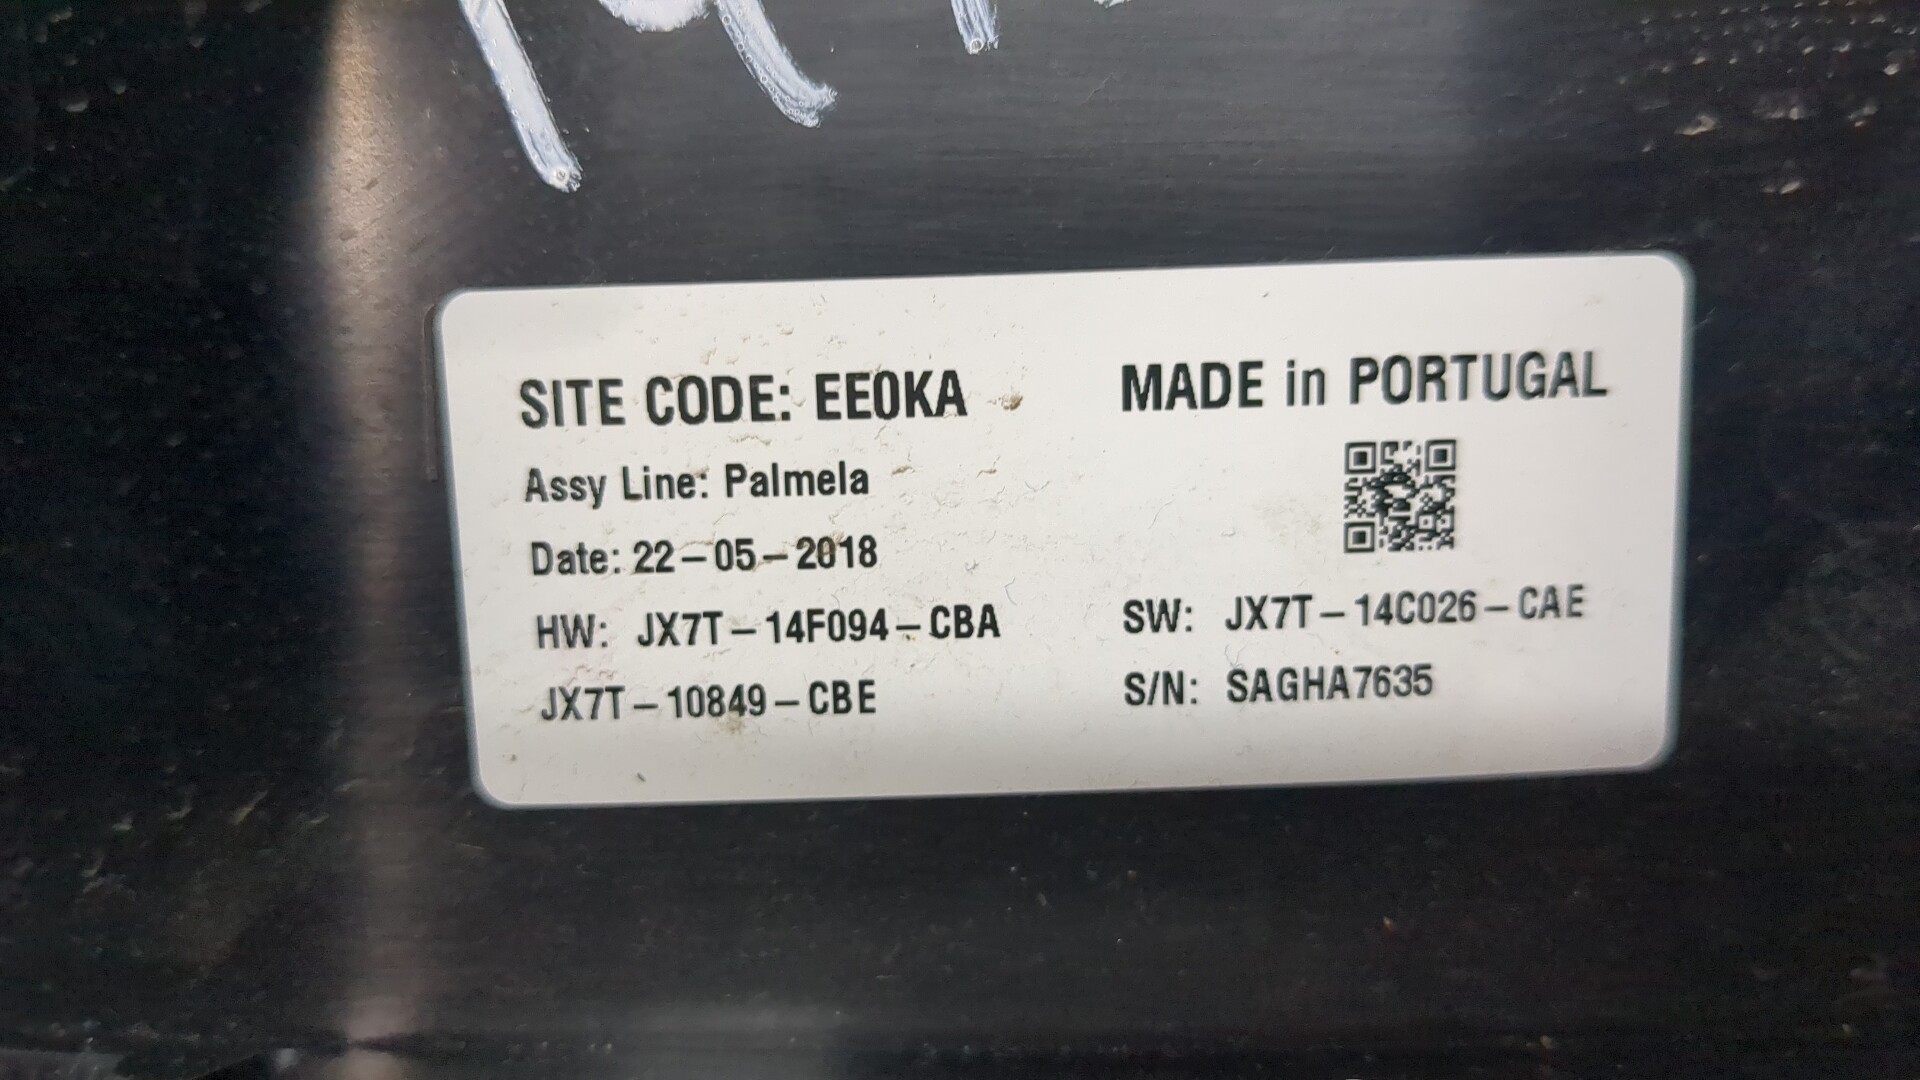 SITE CODE: EE0KA
MADE in PORTUGAL
Assy Line: Palmela
Date: 22-05-2018
HW: JX7T-14F094-CBA
SW: JX7T-14C026-CAE
JX7T-10849-CBE
S/N: SAGHA7635